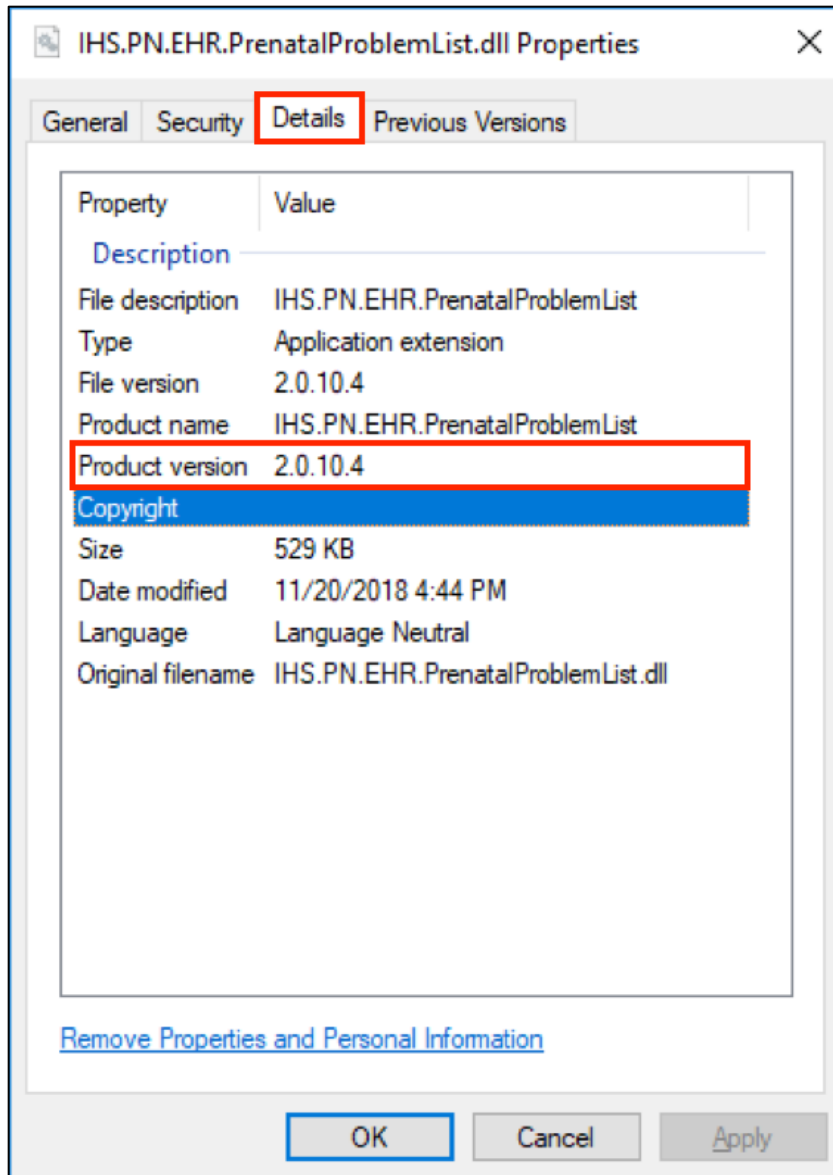 IHS.PN.EHR.PrenatalProblemList.dll Properties
General Security Details Previous Versions
Property Value
Description
File description IHS.PN.EHR.PrenatalProblemList
Type Application extension
File version 2.0.10.4
Product name IHS.PN.EHR.PrenatalProblemList
Product version 2.0.10.4
Copyright
Size 529 KB
Date modified 11/20/2018 4:44 PM
Language Language Neutral
Original filename IHS.PN.EHR.PrenatalProblemList.dll
Remove Properties and Personal Information
OK Cancel Apply